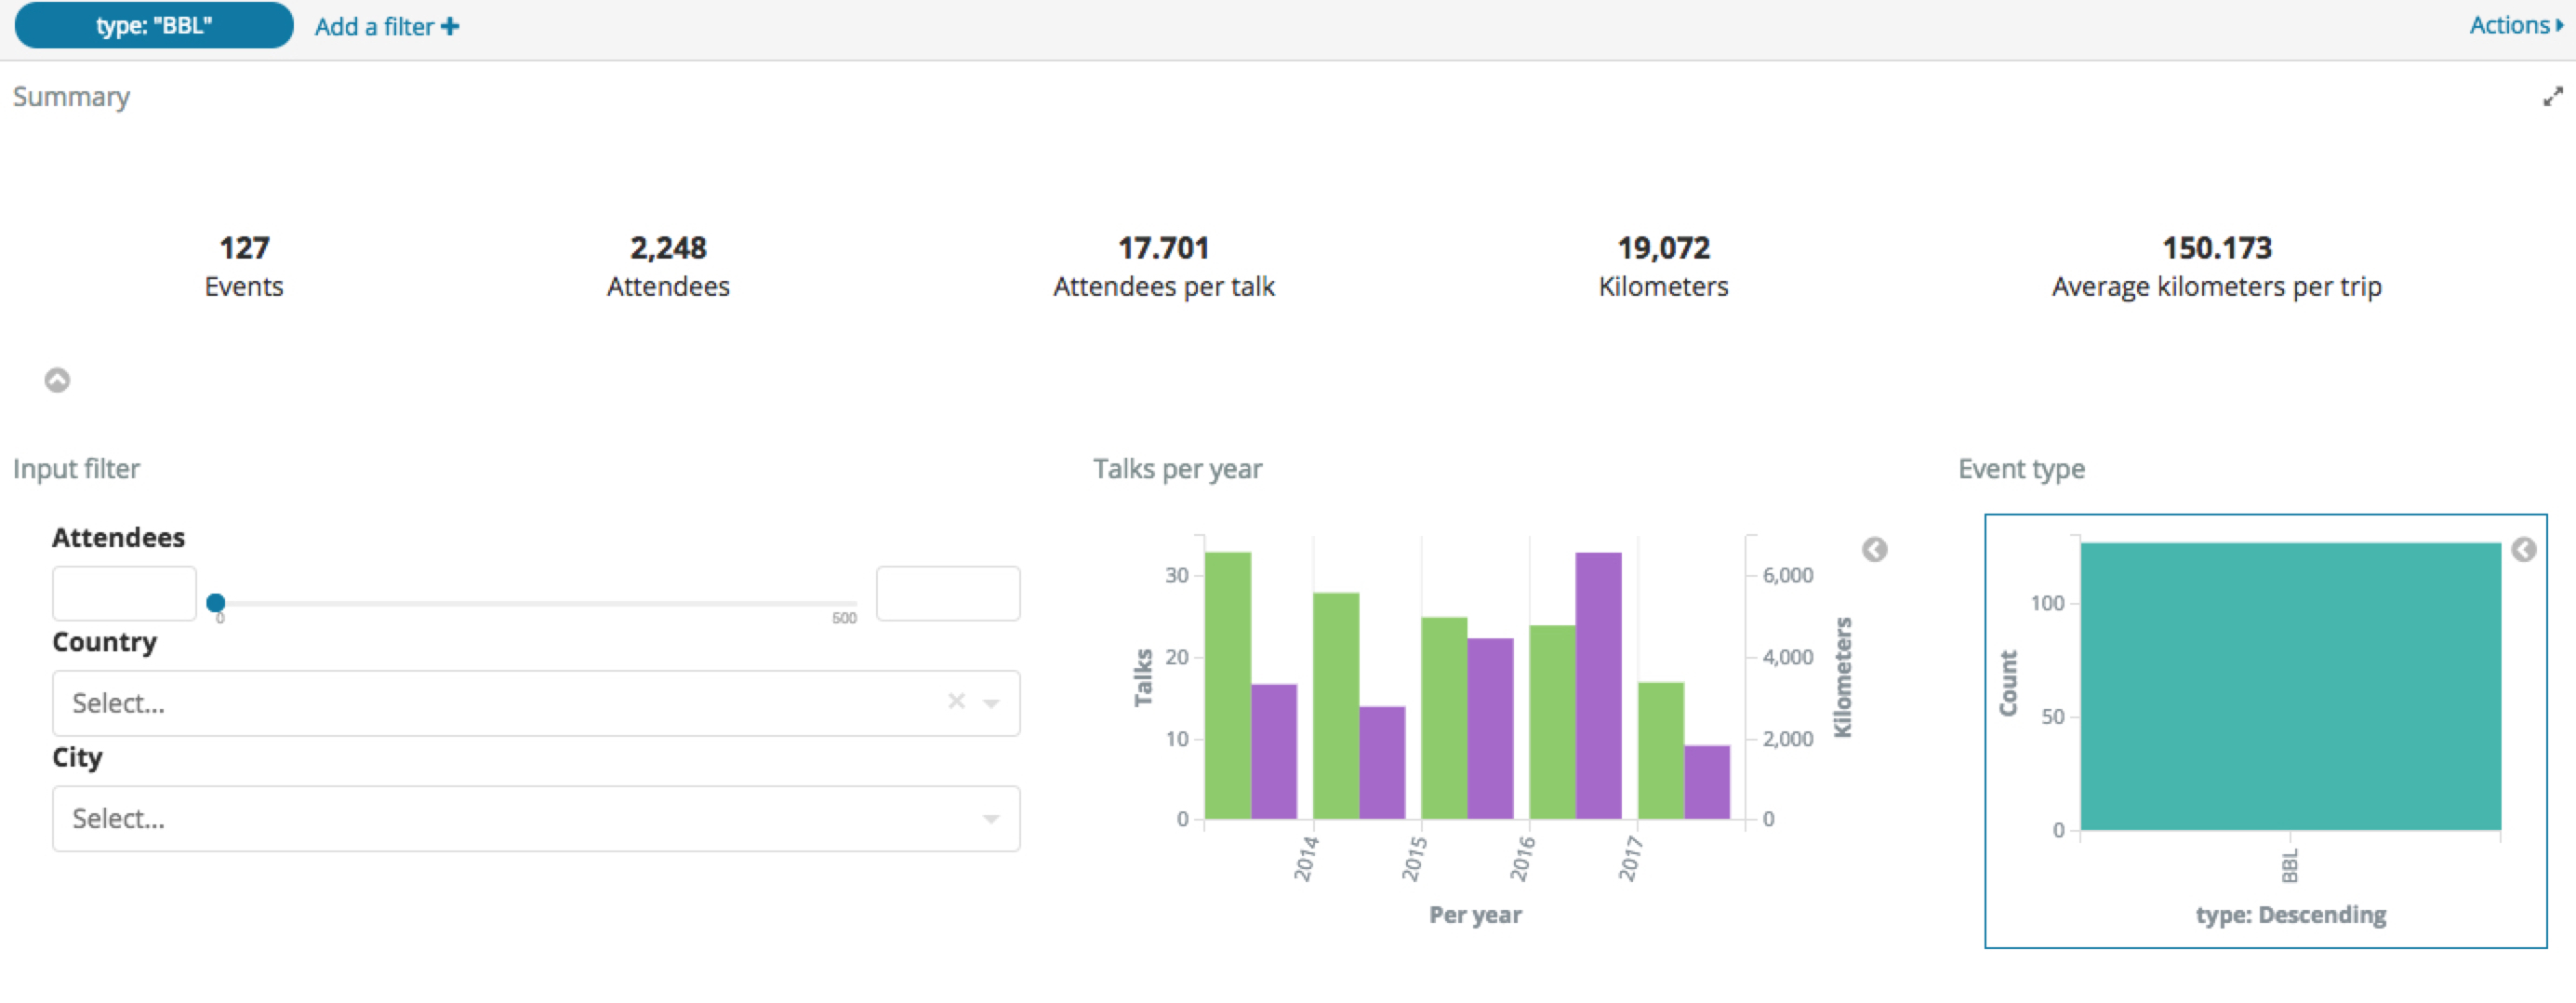 type: "BBL" Add a filter + Actions
Summary
127 2,248 17.701 19,072 150.173
Events Attendees Attendees per talk Kilometers Average kilometers per trip
Input filter
Attendees
0 500
Country
Select...
City
Select...
Talks per year
Talks
30
20
10
0
6,000
4,000
2,000
0
Kilometers
2014 2015 2016 2017
Per year
Event type
Count
100
50
0
BBL
type: Descending